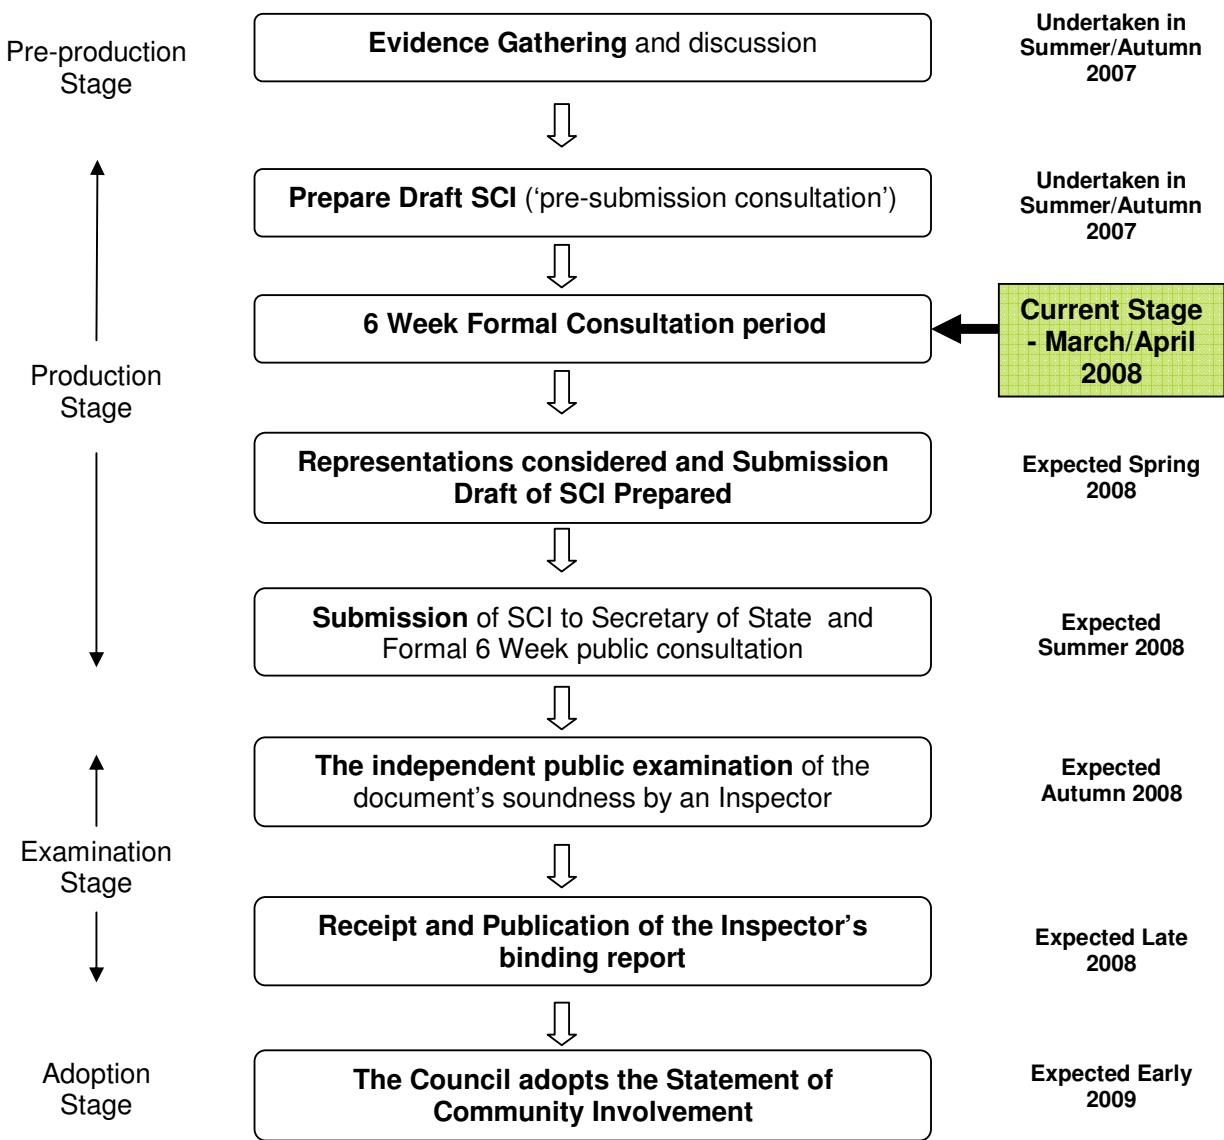 Pre-production
Stage
Evidence Gathering and discussion
Undertaken in
Summer/Autumn
2007
Prepare Draft SCI (‘pre-submission consultation’)
Undertaken in
Summer/Autumn
2007
6 Week Formal Consultation period
Current Stage
- March/April
2008
Production
Stage
Representations considered and Submission
Draft of SCI Prepared
Expected Spring
2008
Submission of SCI to Secretary of State and
Formal 6 Week public consultation
Expected
Summer 2008
The independent public examination of the
document’s soundness by an Inspector
Expected
Autumn 2008
Examination
Stage
Receipt and Publication of the Inspector’s
binding report
Expected Late
2008
Adoption
Stage
The Council adopts the Statement of
Community Involvement
Expected Early
2009